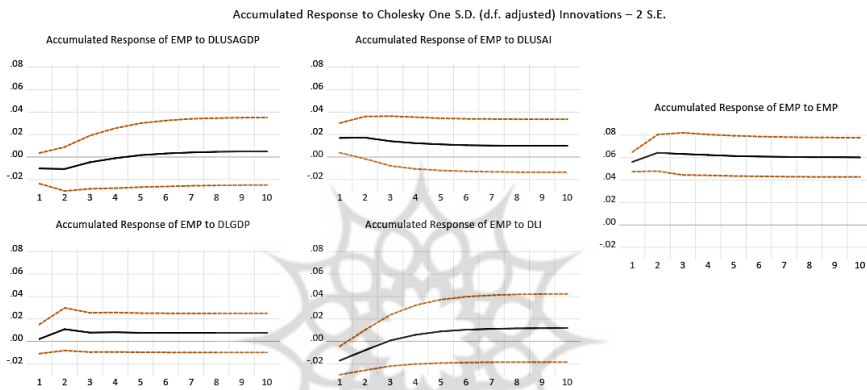 Accumulated Response to Cholesky One S.D. (d.f. adjusted) Innovations – 2 S.E.
Accumulated Response of EMP to DLUSAGDP
.08
.06
.04
.02
.00
-.02
1 2 3 4 5 6 7 8 9 10
Accumulated Response of EMP to DLUSAI
.08
.06
.04
.02
.00
-.02
1 2 3 4 5 6 7 8 9 10
Accumulated Response of EMP to EMP
.08
.06
.04
.02
.00
-.02
1 2 3 4 5 6 7 8 9 10
Accumulated Response of EMP to DLGDP
.08
.06
.04
.02
.00
-.02
1 2 3 4 5 6 7 8 9 10
Accumulated Response of EMP to DLI
.08
.06
.04
.02
.00
-.02
1 2 3 4 5 6 7 8 9 10